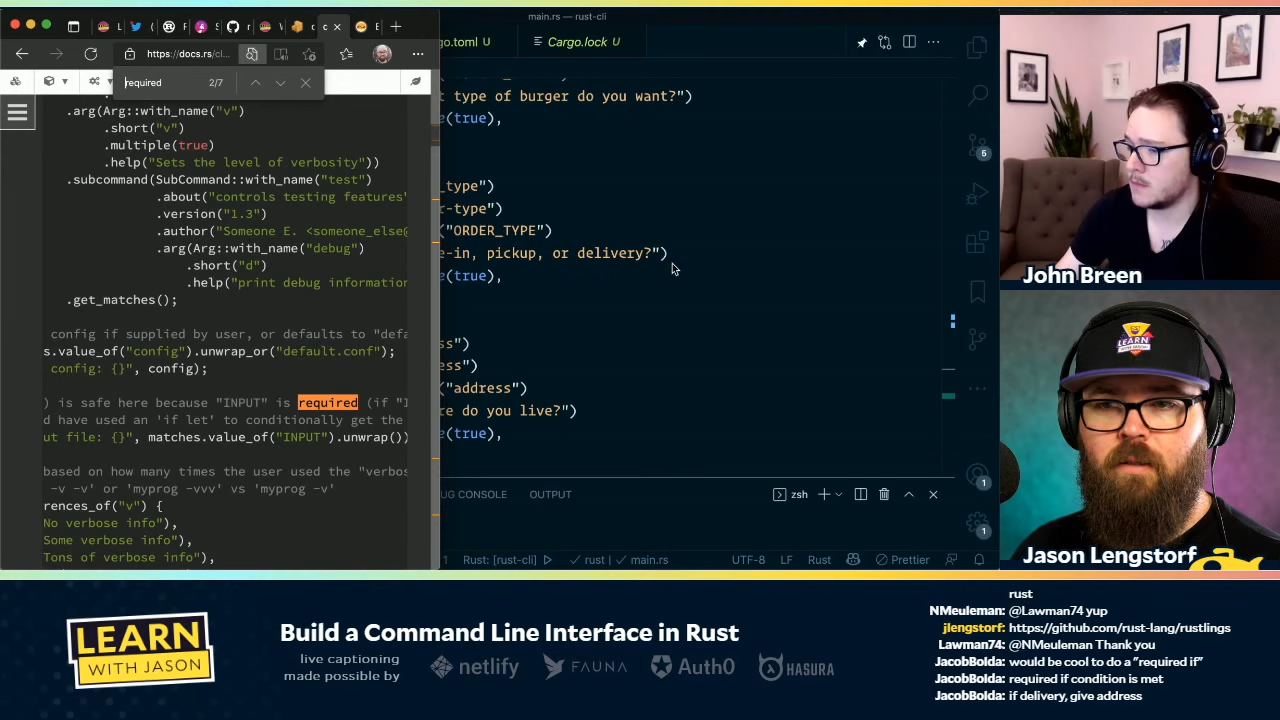 https://docs.rs/cl...
required 2/7
.arg(Arg::with_name("v")
.short("v")
.multiple(true)
.help("Sets the level of verbosity"))
.subcommand(SubCommand::with_name("test")
.about("controls testing features"
.version("1.3")
.author("Someone E. <someone_else@
.arg(Arg::with_name("debug")
.short("d")
.help("print debug information
.get_matches();
config if supplied by user, or defaults to "defa
s.value_of("config").unwrap_or("default.conf");
config: {}", config);
) is safe here because "INPUT" is required (if "I
d have used an 'if let' to conditionally get the
ut file: {}", matches.value_of("INPUT").unwrap())
based on how many times the user used the "verbos
-v -v' or 'myprog -vvv' vs 'myprog -v'
rences_of("v") {
No verbose info"),
Some verbose info"),
Tons of verbose info"),
main.rs — rust-cli
go.toml U
Cargo.lock U
t type of burger do you want?")
e(true),
_type")
r-type")
("ORDER_TYPE")
e-in, pickup, or delivery?")
e(true),
ss")
ess")
("address")
re do you live?")
e(true),
UG CONSOLE OUTPUT zsh
1 Rust: [rust-cli] rust | main.rs UTF-8 LF Rust Prettier
5
1
1
John Breen
LEARN
WITH JASON
Jason Lengstorf
LEARN
WITH JASON
Build a Command Line Interface in Rust
live captioning
made possible by
netlify FAUNA Auth0 HASURA
rust
NMeuleman: @Lawman74 yup
jlengstorf: https://github.com/rust-lang/rustlings
Lawman74: @NMeuleman Thank you
JacobBolda: would be cool to do a "required if"
JacobBolda: required if condition is met
JacobBolda: if delivery, give address